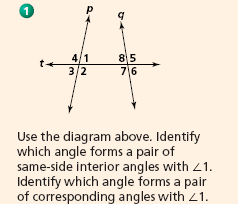 1
p
q
t
4 1 8 5
3 2 7 6
Use the diagram above. Identify
which angle forms a pair of
same-side interior angles with ∠1.
Identify which angle forms a pair
of corresponding angles with ∠1.